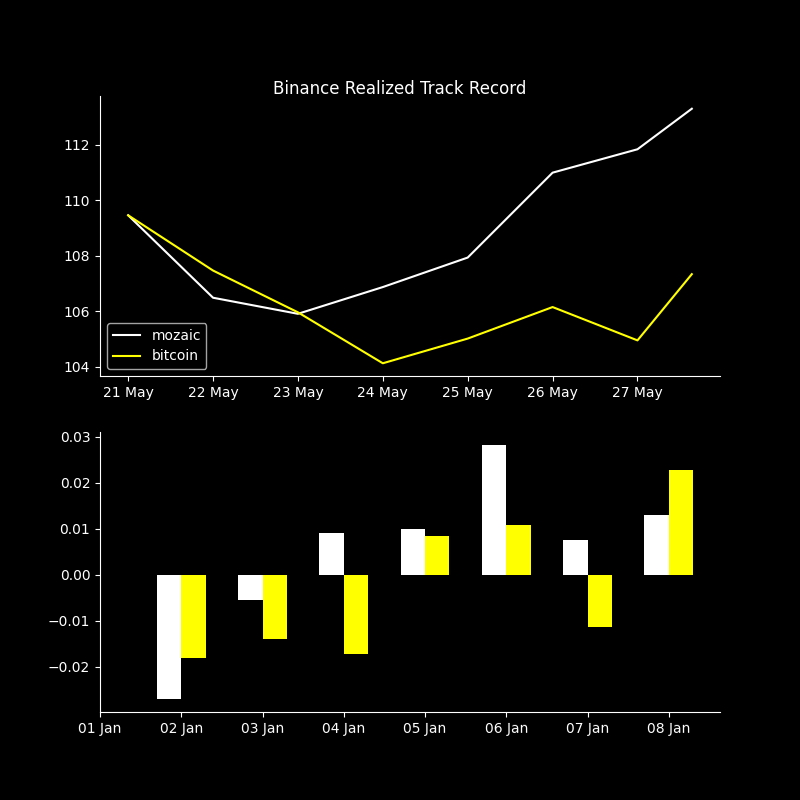 Binance Realized Track Record
112
110
108
106
104
mozaic
bitcoin
21 May 22 May 23 May 24 May 25 May 26 May 27 May
0.03
0.02
0.01
0.00
−0.01
−0.02
01 Jan 02 Jan 03 Jan 04 Jan 05 Jan 06 Jan 07 Jan 08 Jan